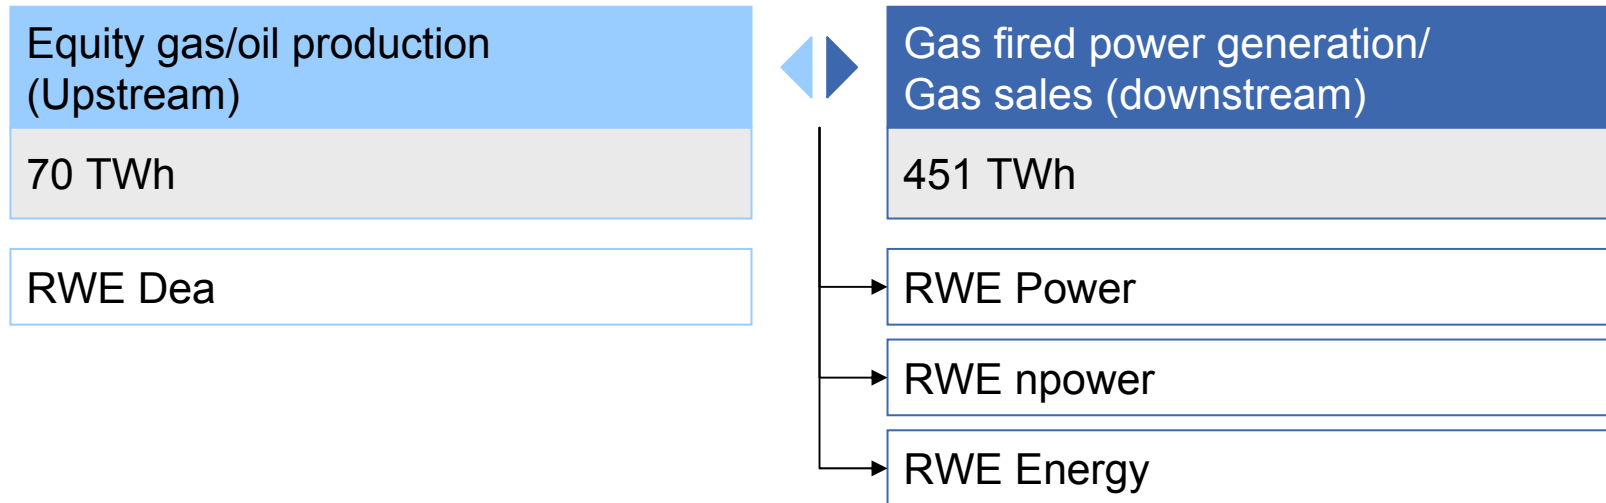 Equity gas/oil production
(Upstream)
70 TWh
RWE Dea
Gas fired power generation/
Gas sales (downstream)
451 TWh
RWE Power
RWE npower
RWE Energy